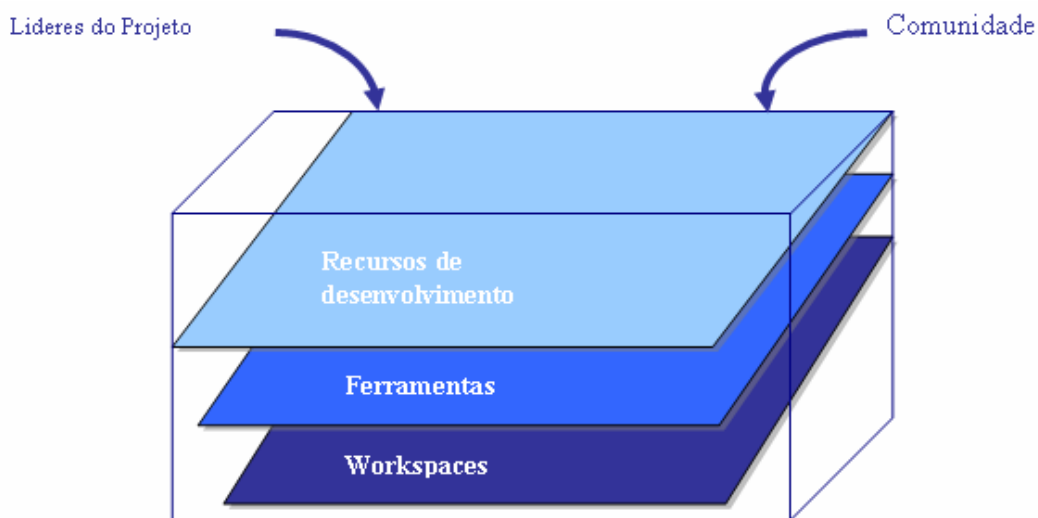 Lideres do Projeto
Comunidade
Recursos de
desenvolvimento
Ferramentas
Workspaces